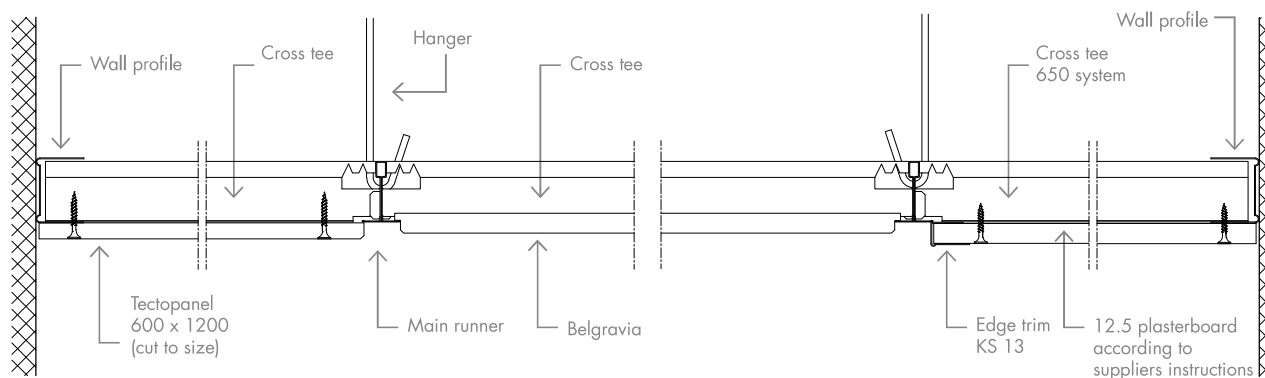 Wall profile
Cross tee
Hanger
Cross tee
Cross tee
650 system
Wall profile
Tectopanel
600 x 1200
(cut to size)
Main runner
Belgravia
Edge trim
KS 13
12.5 plasterboard
according to
suppliers instructions